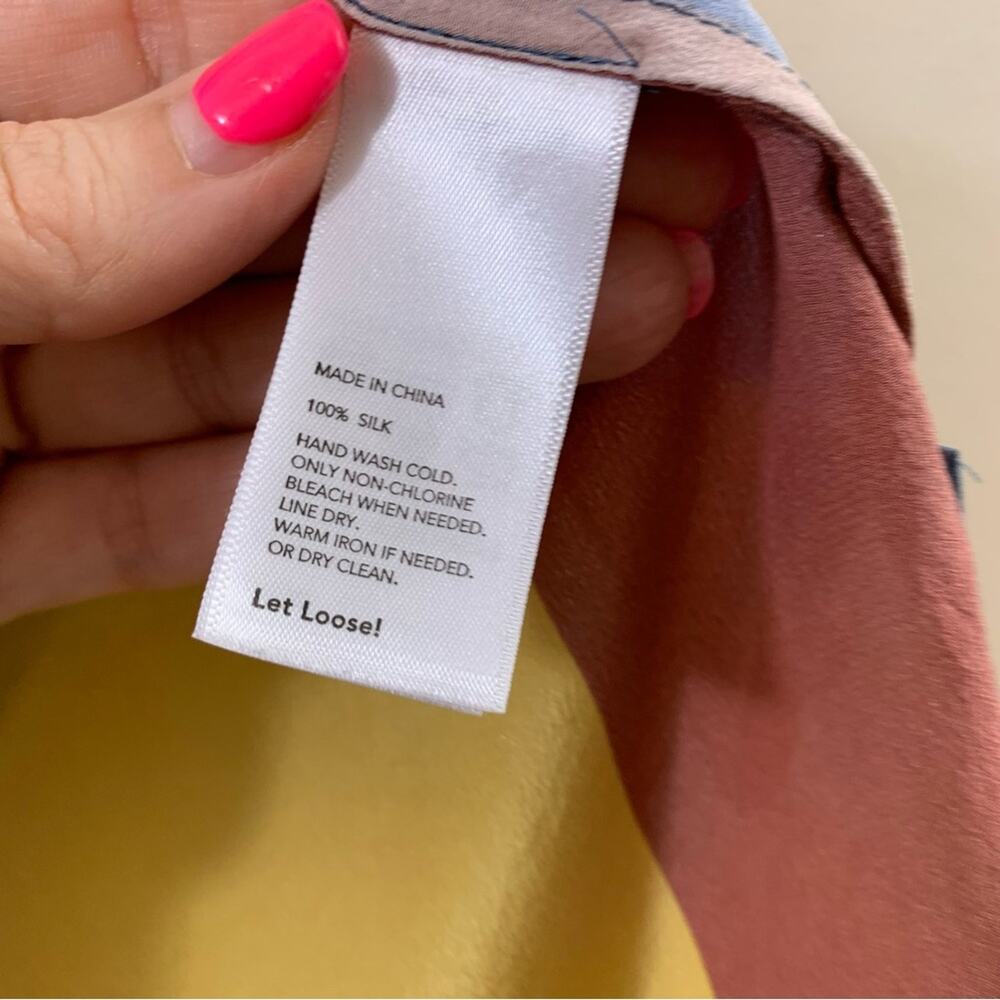 MADE IN CHINA
100% SILK
HAND WASH COLD.
ONLY NON-CHLORINE
BLEACH WHEN NEEDED.
LINE DRY.
WARM IRON IF NEEDED.
OR DRY CLEAN.
Let Loose!